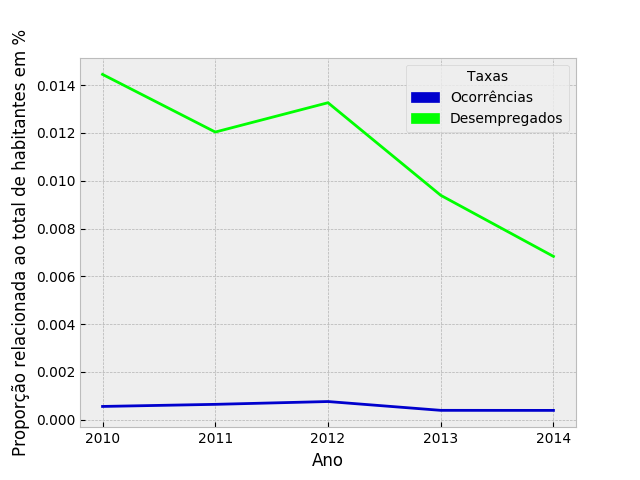 Proporção relacionada ao total de habitantes em %
0.014
0.012
0.010
0.008
0.006
0.004
0.002
0.000
Taxas
Ocorrências
Desempregados
2010 2011 2012 2013 2014
Ano